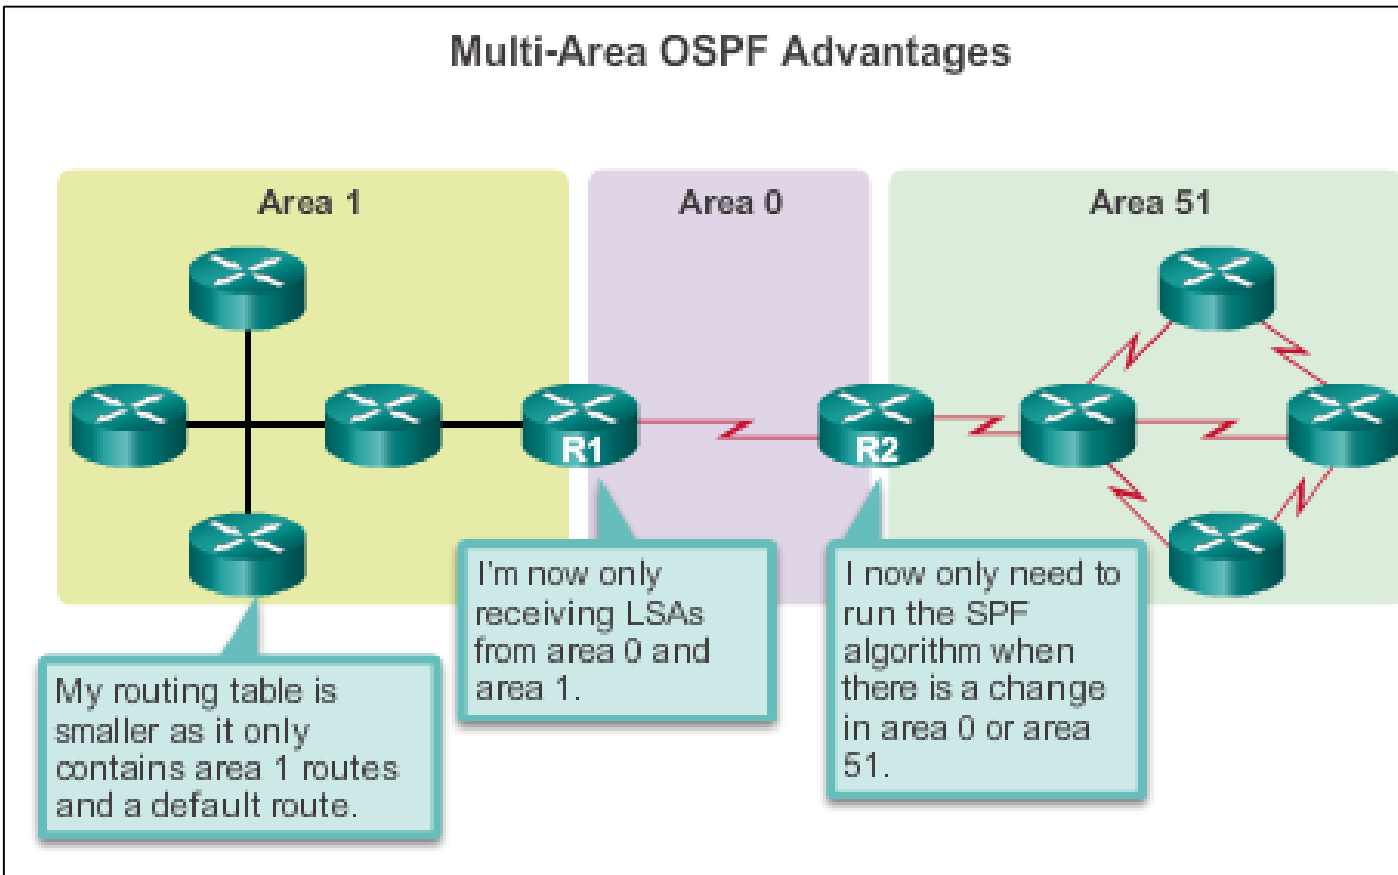 Multi-Area OSPF Advantages
Area 1
Area 0
Area 51
R1
R2
I'm now only
receiving LSAs
from area 0 and
area 1.
I now only need to
run the SPF
algorithm when
there is a change
in area 0 or area
51.
My routing table is
smaller as it only
contains area 1 routes
and a default route.